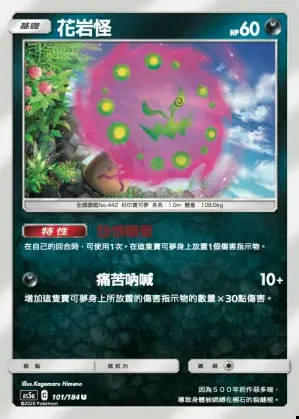 基礎 花岩怪 HP60
全國圖鑑No.442 封印寶可夢 身高：1.0m 體重：108.0kg
特性
在自己的回合時，可使用1次。在這隻寶可夢身上放置1個傷害指示物。
痛苦吶喊 10+
增加這隻寶可夢身上所放置的傷害指示物的數量×30點傷害。
弱點 抵抗力 撤退
Illus.Kagemaru Himeno
AS5a C 101/184 U
©2020 Pokémon
因為５００年前作惡多端，
導致身體被綁縛在楔石的裂縫裡。